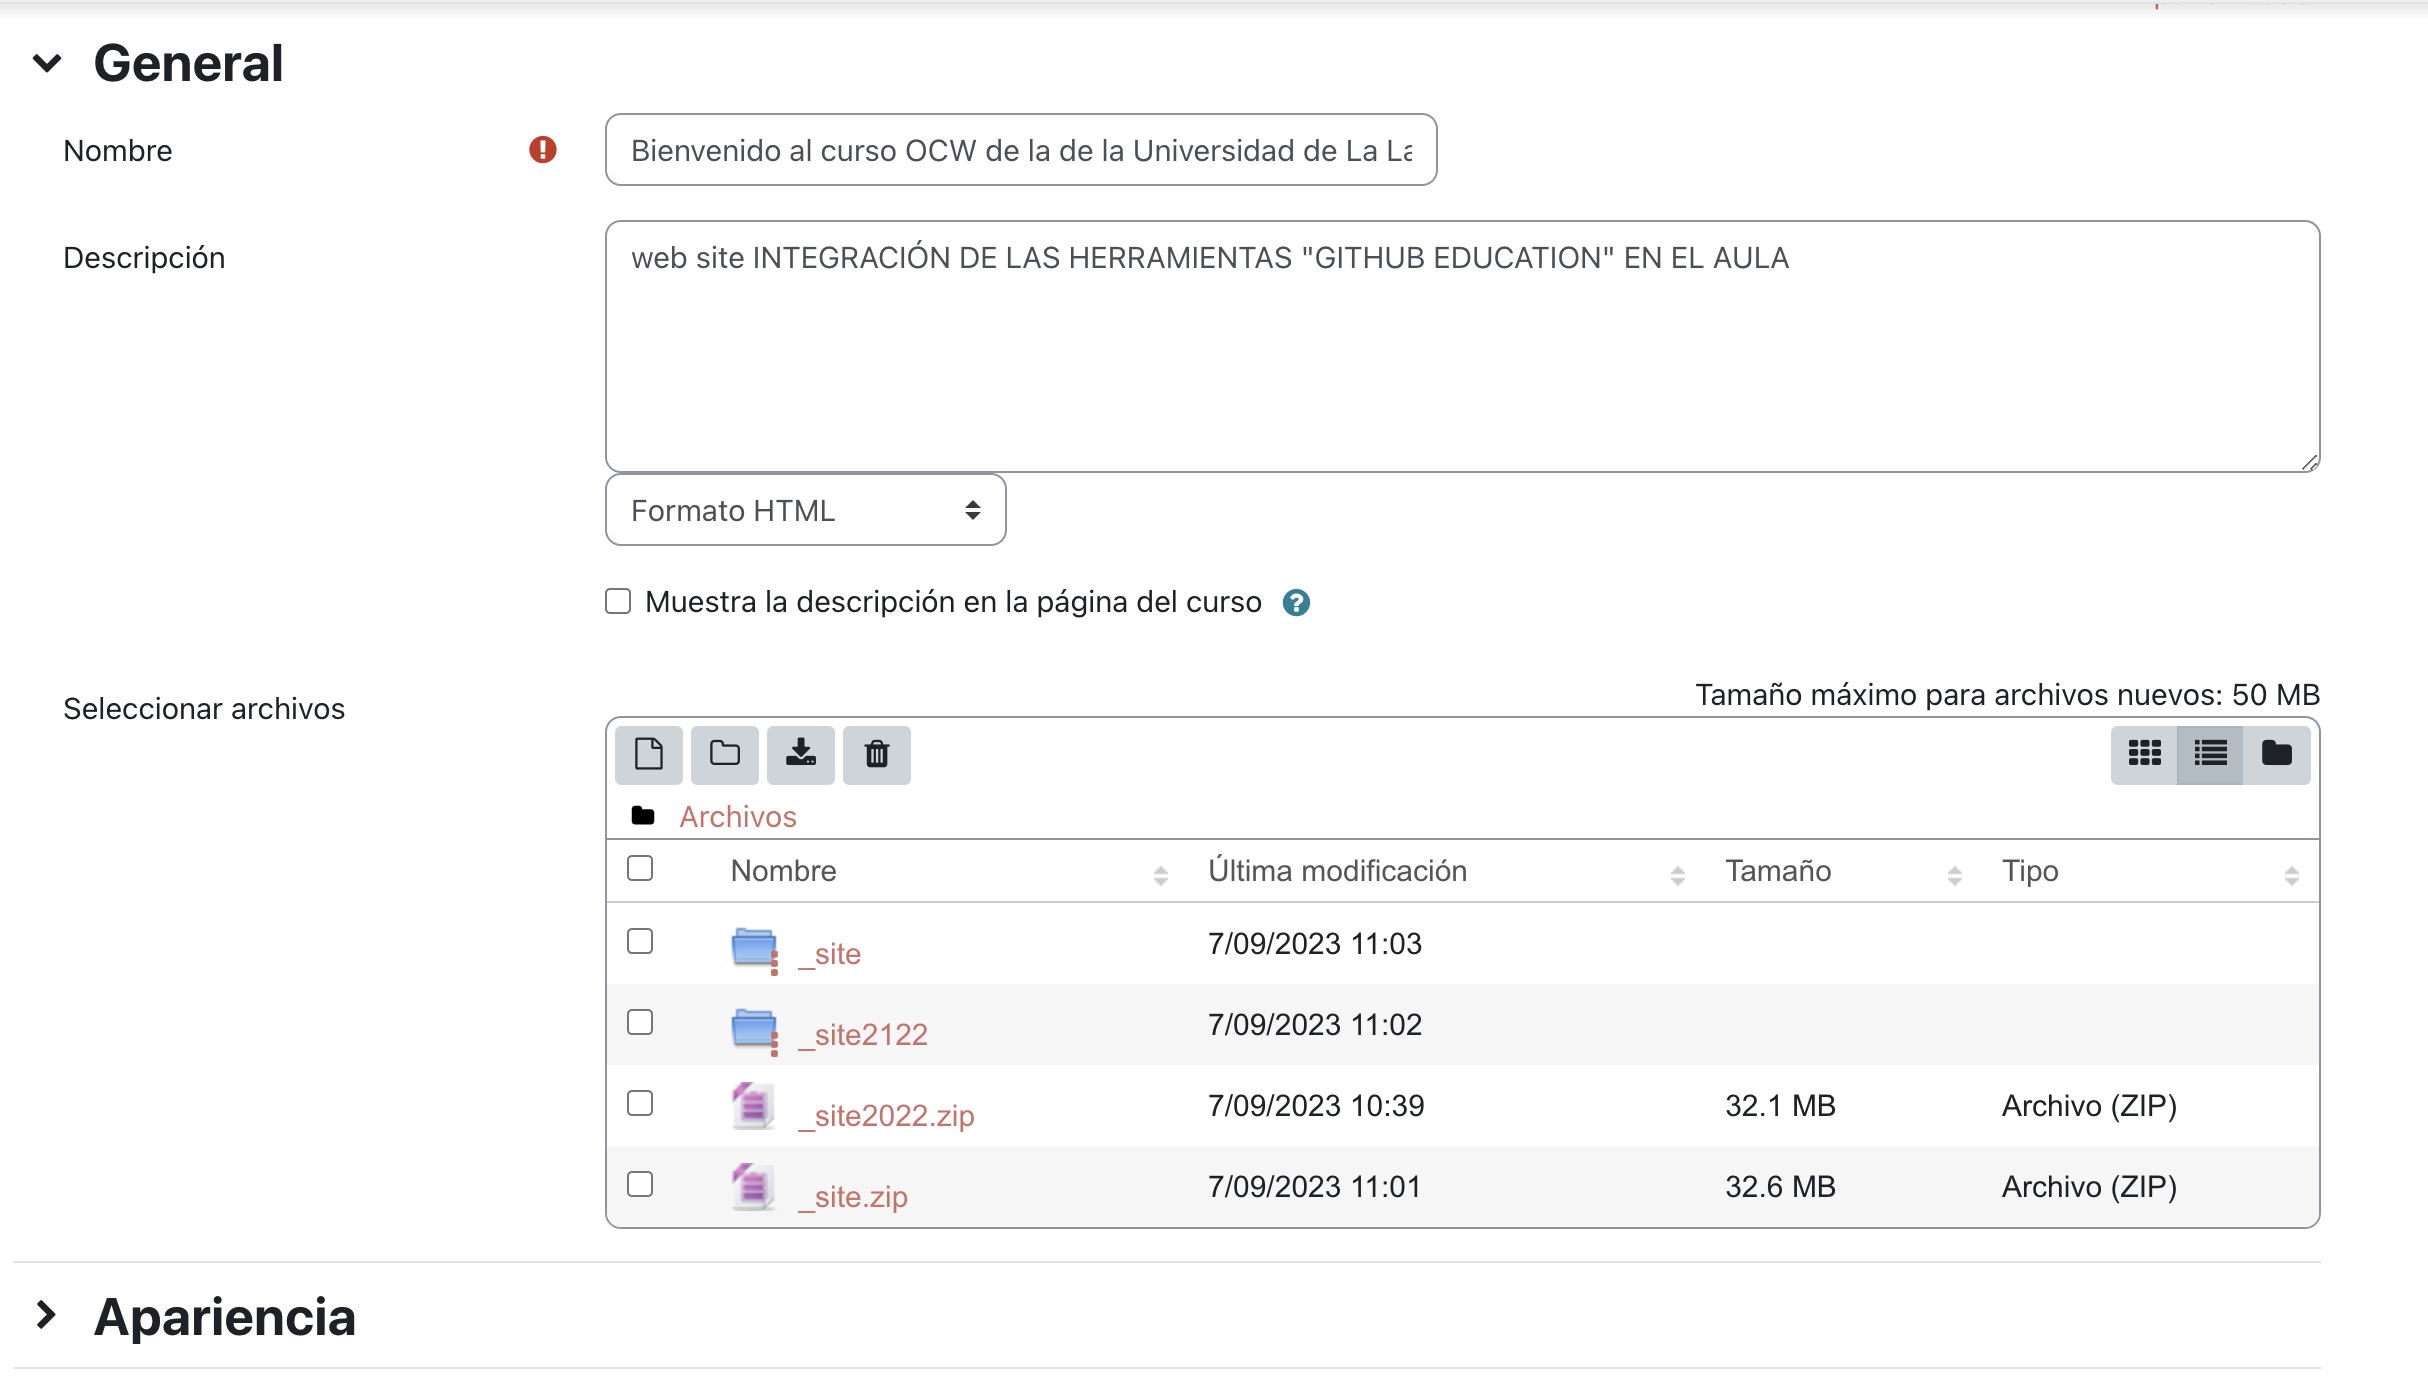 General
Nombre
Bienvenido al curso OCW de la de la Universidad de La La
Descripción
web site INTEGRACIÓN DE LAS HERRAMIENTAS "GITHUB EDUCATION" EN EL AULA
Formato HTML
Muestra la descripción en la página del curso
Seleccionar archivos
Tamaño máximo para archivos nuevos: 50 MB
Archivos
Nombre Última modificación Tamaño Tipo
_site 7/09/2023 11:03
_site2122 7/09/2023 11:02
_site2022.zip 7/09/2023 10:39 32.1 MB Archivo (ZIP)
_site.zip 7/09/2023 11:01 32.6 MB Archivo (ZIP)
Apariencia